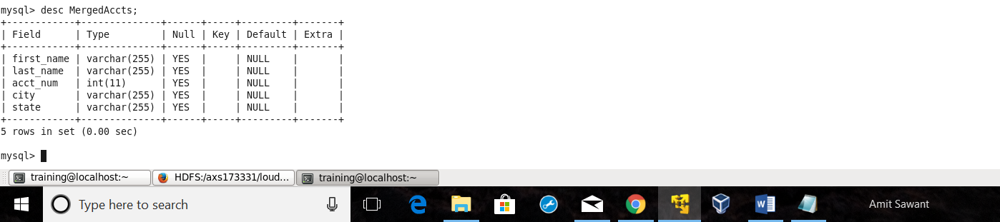 mysql> desc MergedAccts;
+------------+--------------+------+-----+---------+-------+
| Field      | Type         | Null | Key | Default | Extra |
+------------+--------------+------+-----+---------+-------+
| first_name | varchar(255) | YES  |     | NULL    |       |
| last_name  | varchar(255) | YES  |     | NULL    |       |
| acct_num   | int(11)      | YES  |     | NULL    |       |
| city       | varchar(255) | YES  |     | NULL    |       |
| state      | varchar(255) | YES  |     | NULL    |       |
+------------+--------------+------+-----+---------+-------+
5 rows in set (0.00 sec)
mysql>
training@localhost:~ HDFS:/axs173331/loud... training@localhost:~
Type here to search Amit Sawant